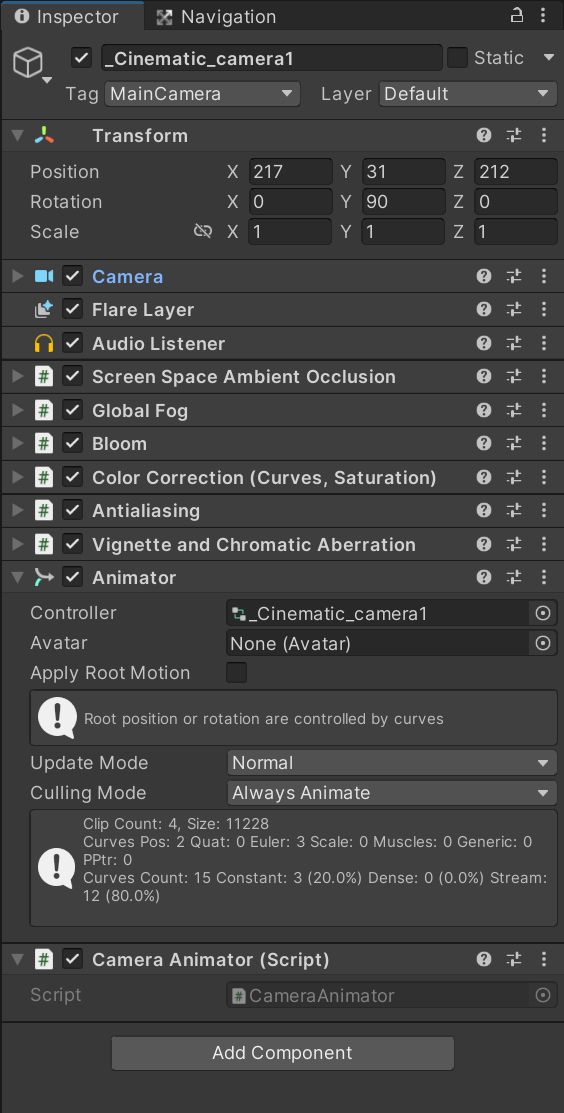 Inspector Navigation
_Cinematic_camera1 Static
Tag MainCamera Layer Default
Transform
Position X 217 Y 31 Z 212
Rotation X 0 Y 90 Z 0
Scale X 1 Y 1 Z 1
Camera
Flare Layer
Audio Listener
# Screen Space Ambient Occlusion
# Global Fog
# Bloom
# Color Correction (Curves, Saturation)
# Antialiasing
# Vignette and Chromatic Aberration
Animator
Controller _Cinematic_camera1
Avatar None (Avatar)
Apply Root Motion
Root position or rotation are controlled by curves
Update Mode Normal
Culling Mode Always Animate
Clip Count: 4, Size: 11228
Curves Pos: 2 Quat: 0 Euler: 3 Scale: 0 Muscles: 0 Generic: 0
PPtr: 0
Curves Count: 15 Constant: 3 (20.0%) Dense: 0 (0.0%) Stream:
12 (80.0%)
# Camera Animator (Script)
Script # CameraAnimator
Add Component